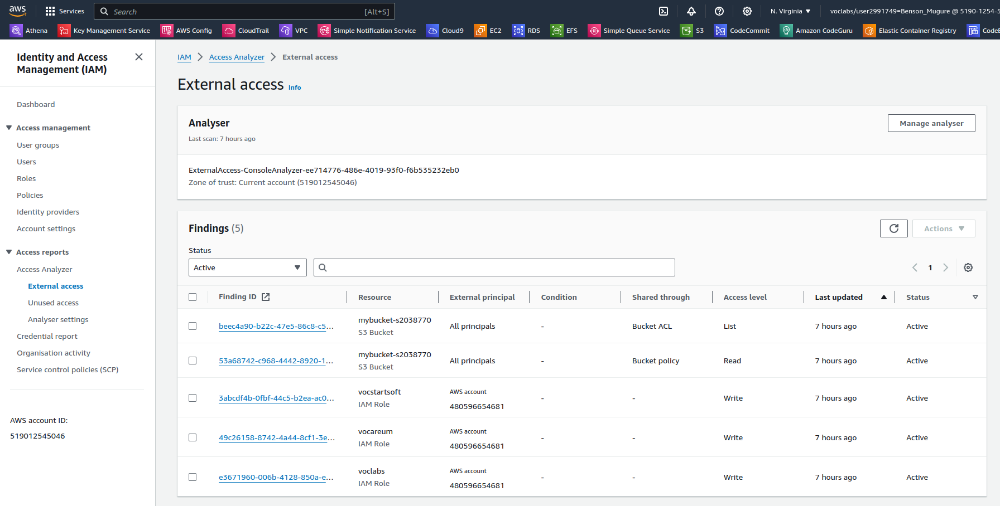 aws
Services
Search
[Alt+S]
N. Virginia
voclabs/user2991749=Benson_Mugure @ 5190-1254-5
Athena
Key Management Service
AWS Config
CloudTrail
VPC
Simple Notification Service
Cloud9
EC2
RDS
EFS
Simple Queue Service
S3
CodeCommit
Amazon CodeGuru
Elastic Container Registry
Identity and Access
Management (IAM)
Dashboard
Access management
User groups
Users
Roles
Policies
Identity providers
Account settings
Access reports
Access Analyzer
External access
Unused access
Analyser settings
Credential report
Organisation activity
Service control policies (SCP)
AWS account ID:
519012545046
IAM > Access Analyzer > External access
External access Info
Analyser
Last scan: 7 hours ago
Manage analyser
ExternalAccess-ConsoleAnalyzer-ee714776-486e-4019-93f0-f6b535232eb0
Zone of trust: Current account (519012545046)
Findings (5)
Actions
Status
Active
1
Finding ID Resource External principal Condition Shared through Access level Last updated Status
beec4a90-b22c-47e5-86c8-c5... mybucket-s2038770 S3 Bucket All principals - Bucket ACL List 7 hours ago Active
53a68742-c968-4442-8920-1... mybucket-s2038770 S3 Bucket All principals - Bucket policy Read 7 hours ago Active
3abcdf4b-0fbf-44c5-b2ea-ac0... vocstartsoft IAM Role AWS account 480596654681 - - Write 7 hours ago Active
49c26158-8742-4a44-8cf1-3e... vocareum IAM Role AWS account 480596654681 - - Write 7 hours ago Active
e3671960-006b-4128-850a-e... voclabs IAM Role AWS account 480596654681 - - Write 7 hours ago Active